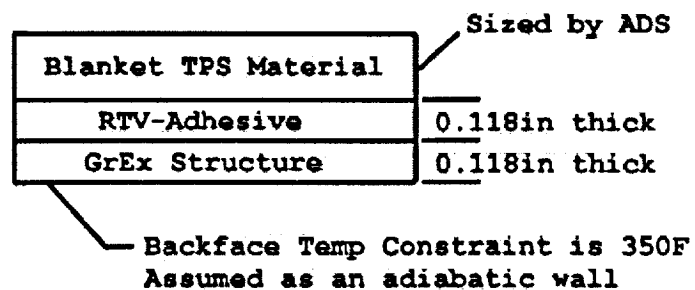 Sized by ADS
Blanket TPS Material
RTV-Adhesive
0.118in thick
GrEx Structure
0.118in thick
Backface Temp Constraint is 350F
Assumed as an adiabatic wall